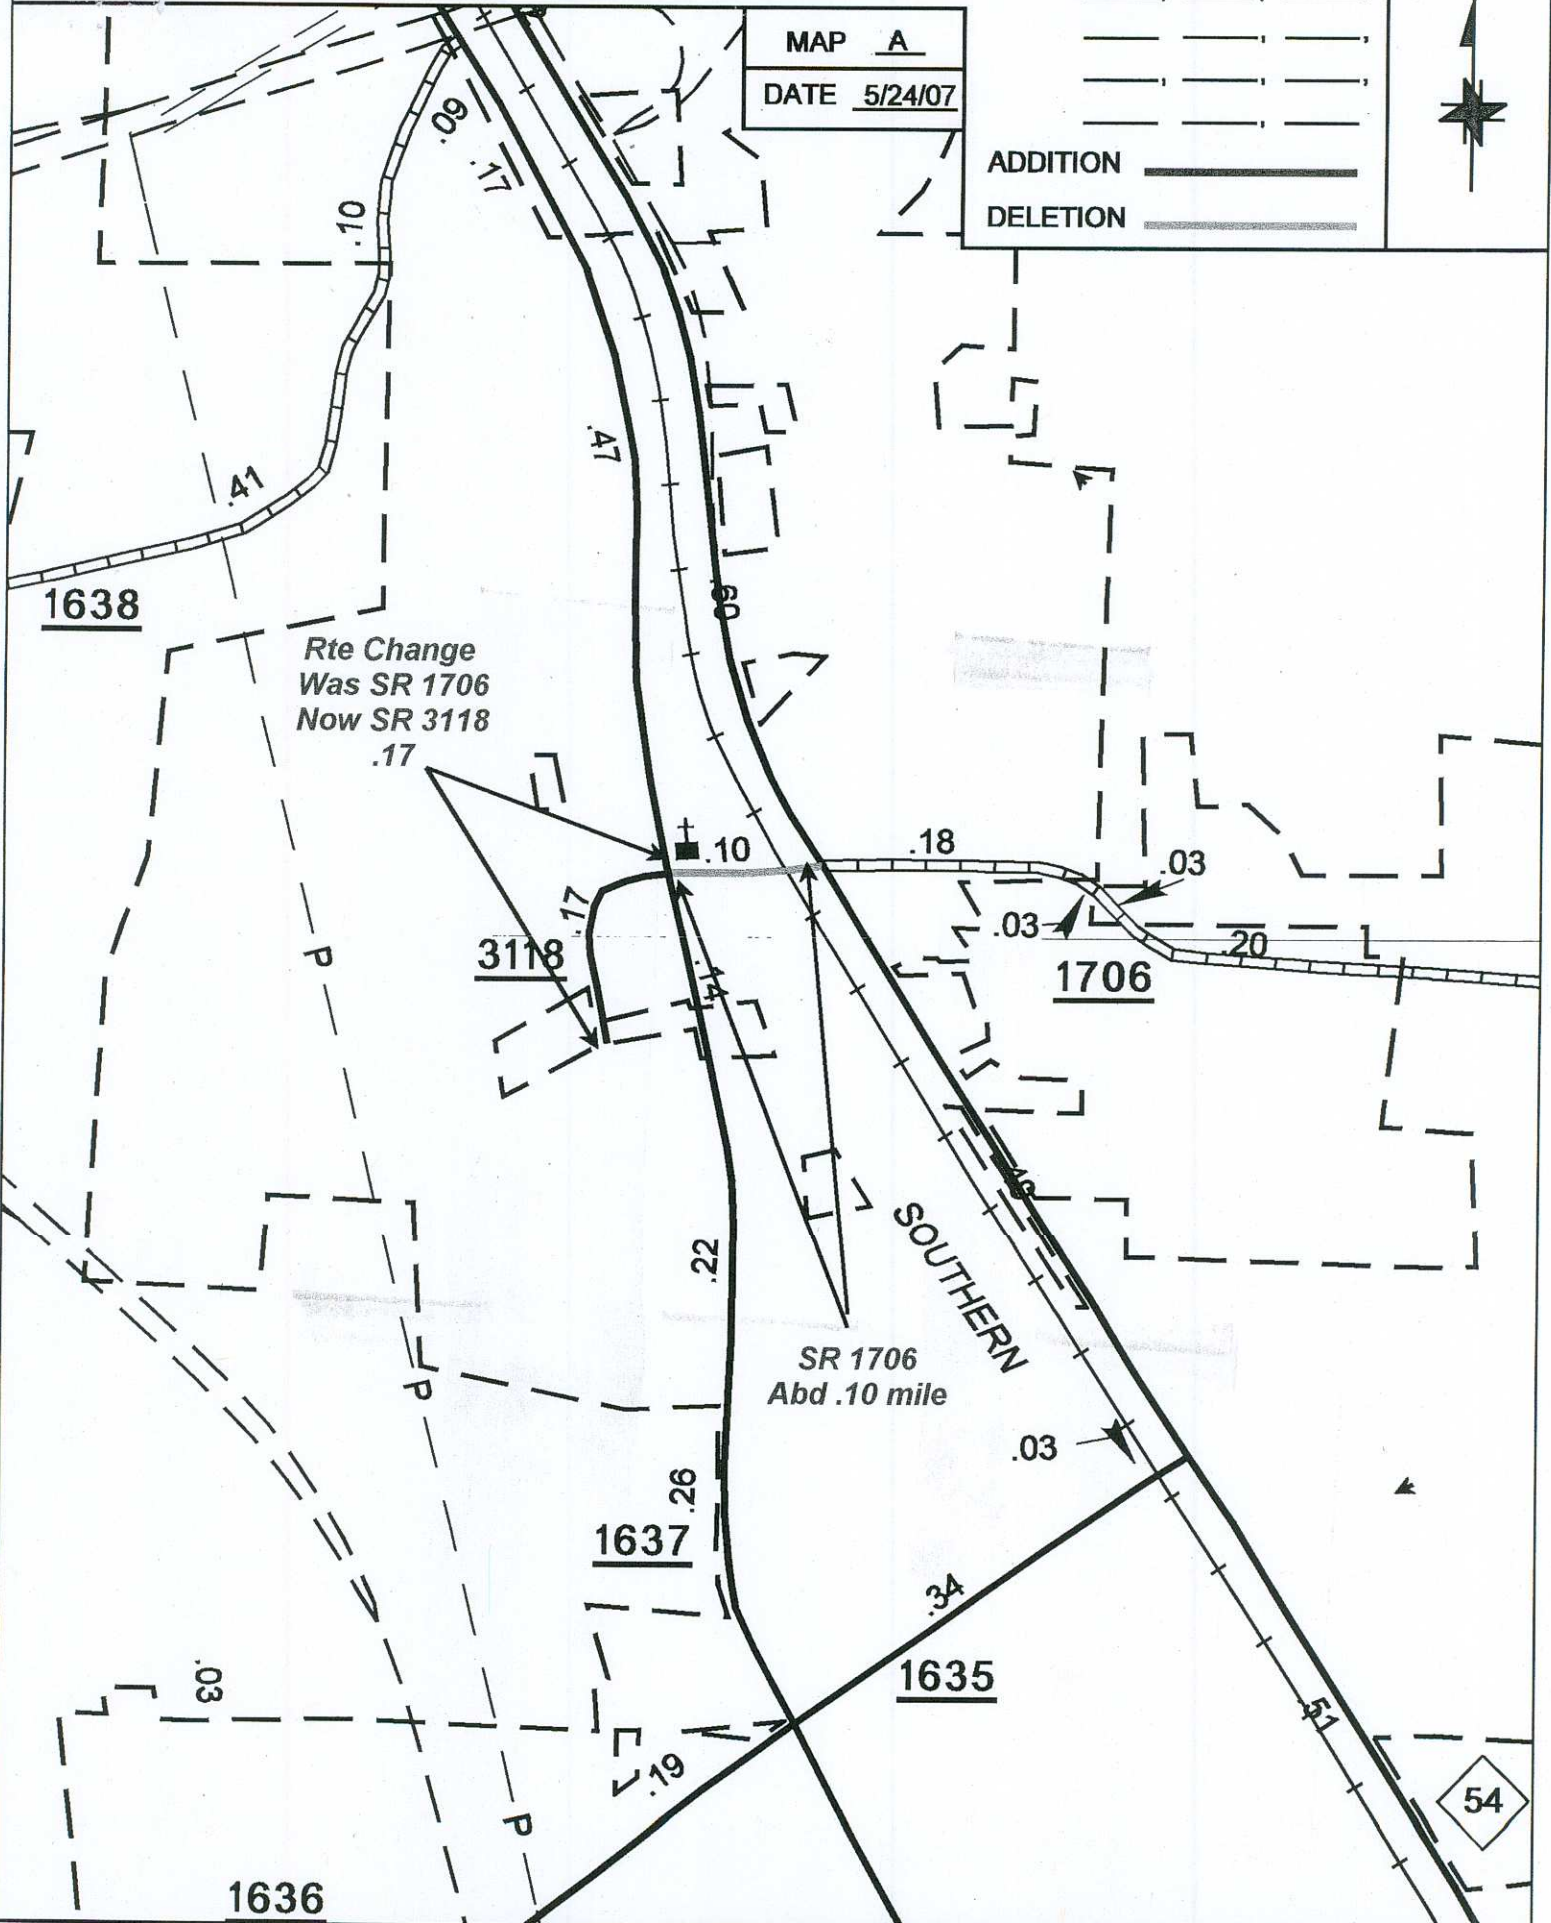 MAP A
DATE 5/24/07
ADDITION
DELETION
.09
.17
.10
.47
.41
1638
.60
Rte Change
Was SR 1706
Now SR 3118
.17
.10
.18
.03
.17
.03
3118
.20
1706
.14
P
.46
.22
SOUTHERN
SR 1706
Abd .10 mile
P
.03
.26
1637
.34
.03
1635
.51
.19
54
P
1636